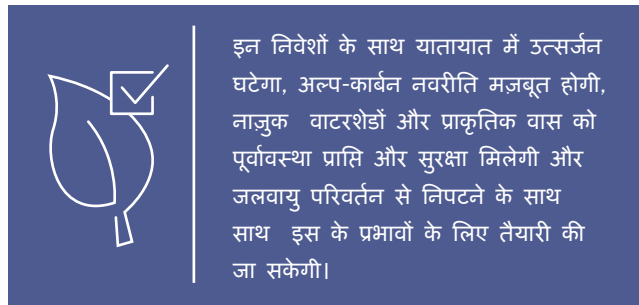 इन निवेशों के साथ यातायात में उत्सर्जन
घटेगा, अल्प-कार्बन नवरीति मज़बूत होगी,
नाज़ुक वाटरशेडों और प्राकृतिक वास को
पूर्वावस्था प्राप्ति और सुरक्षा मिलेगी और
जलवायु परिवर्तन से निपटने के साथ
साथ इस के प्रभावों के लिए तैयारी की
जा सकेगी।